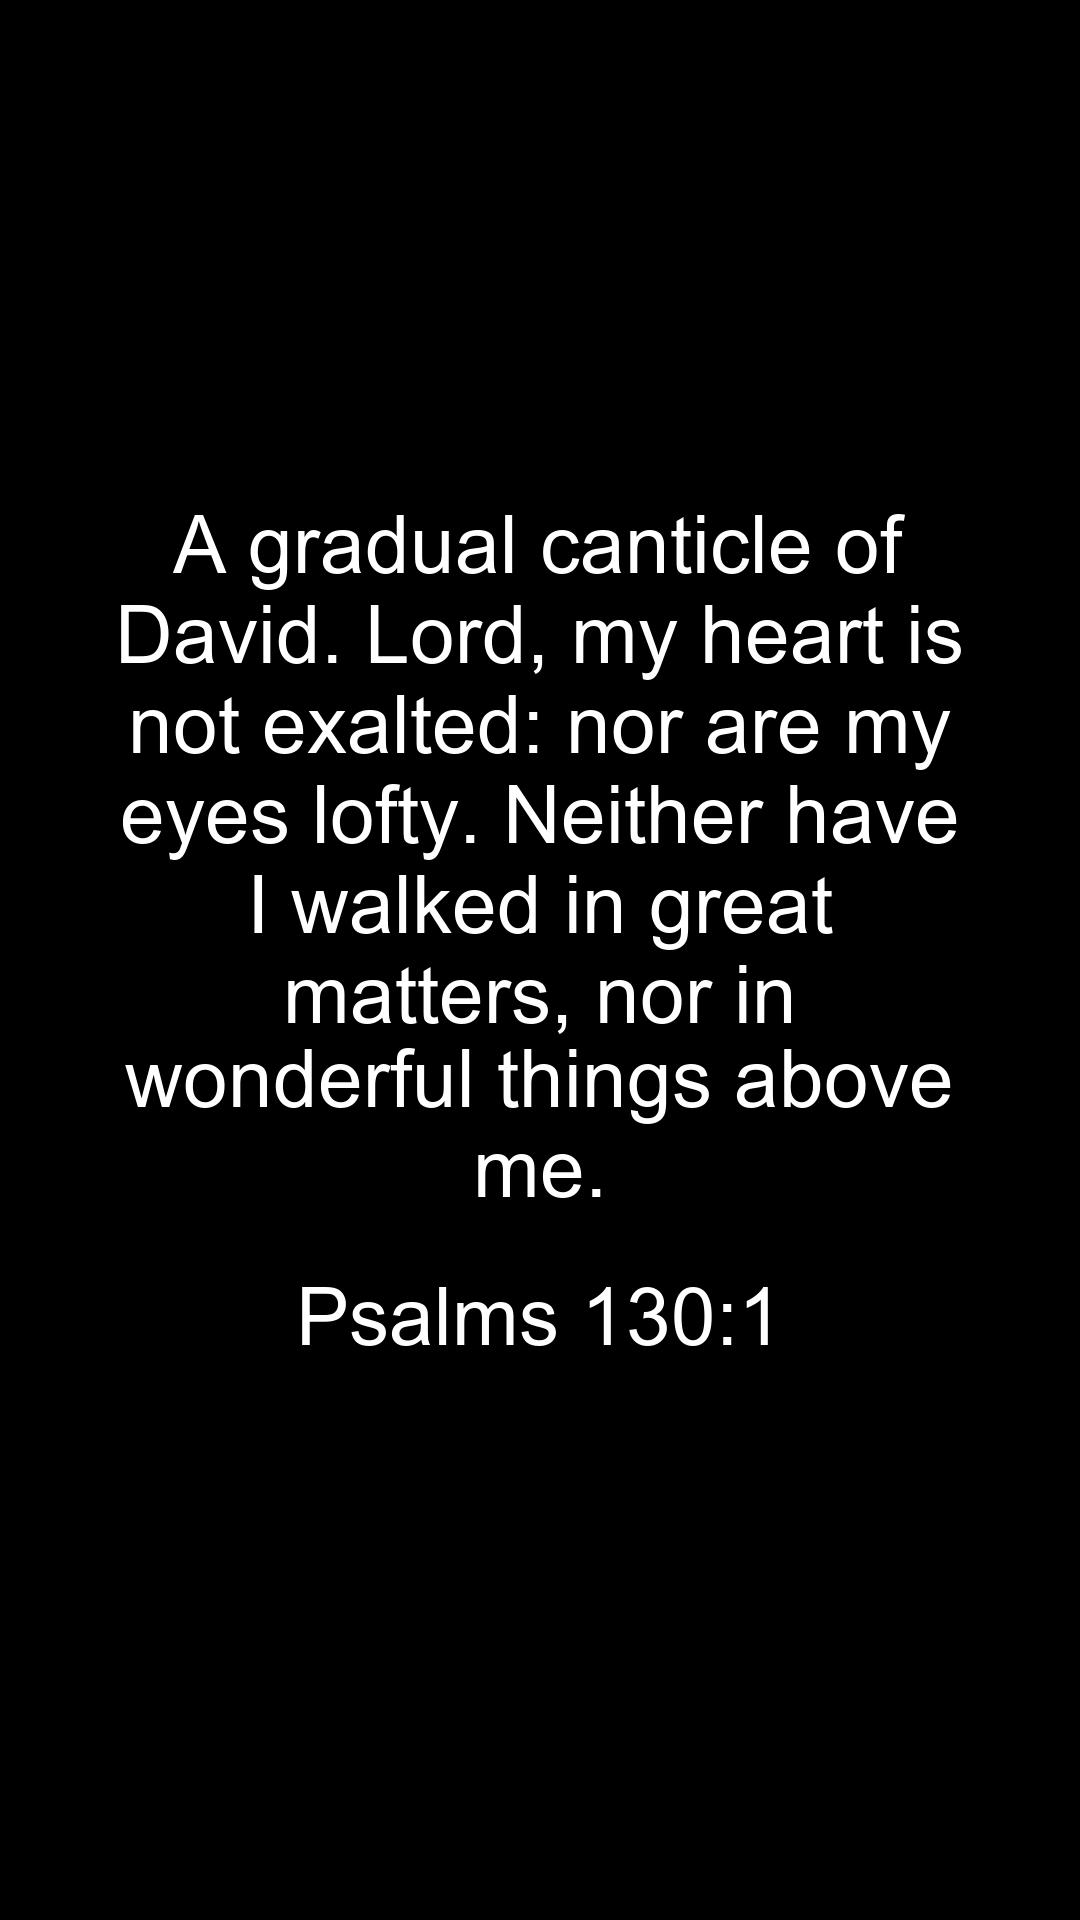 A gradual canticle of
David. Lord, my heart is
not exalted: nor are my
eyes lofty. Neither have
I walked in great
matters, nor in
wonderful things above
me.
Psalms 130:1